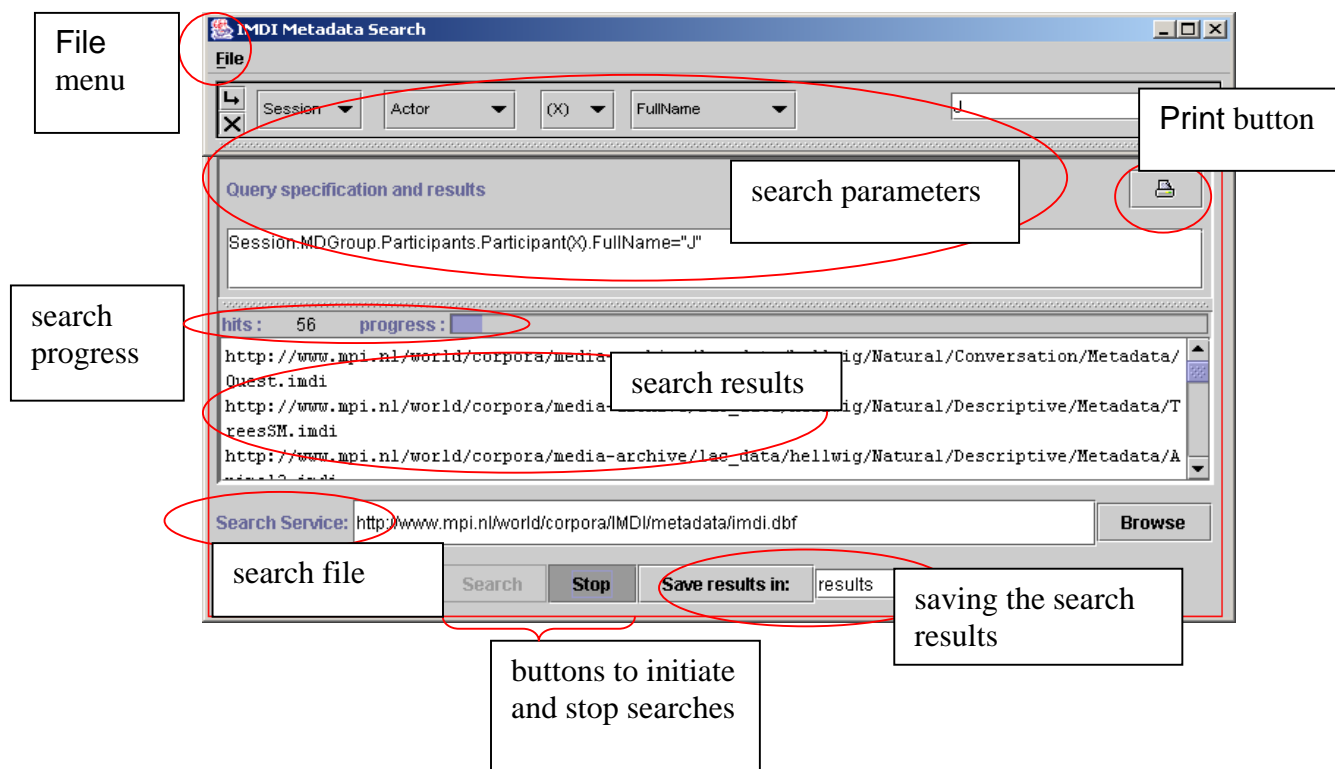 IMDI Metadata Search
File
menu
File
Session
Actor
(X)
FullName
J
Print button
Query specification and results
search parameters
Session.MDGroup.Participants.Participant(X).FullName="J"
search
progress
hits : 56 progress :
http://www.mpi.nl/world/corpora/media- ig/Natural/Conversation/Metadata/
Quest.imdi
search results
http://www.mpi.nl/world/corpora/media- ig/Natural/Descriptive/Metadata/T
reesSM.imdi
http://www.mpi.nl/world/corpora/media-archive/lac_data/hellwig/Natural/Descriptive/Metadata/A
Search Service: http://www.mpi.nl/world/corpora/IMDI/metadata/imdi.dbf Browse
search file
Search Stop Save results in: results
saving the search
results
buttons to initiate
and stop searches